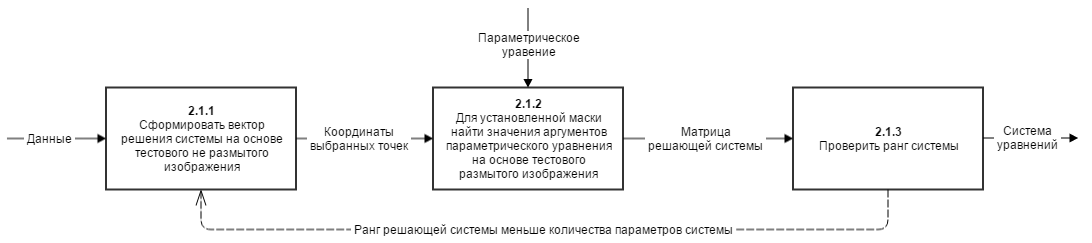 Параметрическое
уравение
2.1.1
Сформировать вектор
решения системы на основе
тестового не размытого
изображения
2.1.2
Для установленной маски
найти значения аргументов
параметрического уравнения
на основе тестового
размытого изображения
2.1.3
Проверить ранг системы
Данные
Координаты
выбранных точек
Матрица
решающей системы
Система
уравнений
Ранг решающей системы меньше количества параметров системы